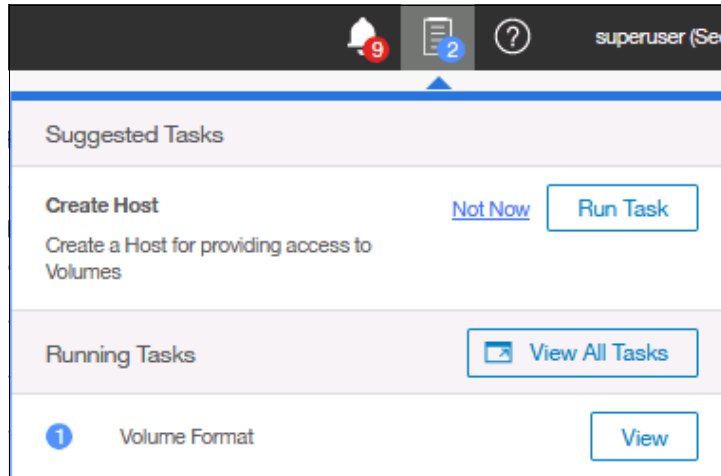 9
2
?
superuser (Sec
Suggested Tasks
Create Host
Not Now
Run Task
Create a Host for providing access to
Volumes
Running Tasks
View All Tasks
1
Volume Format
View